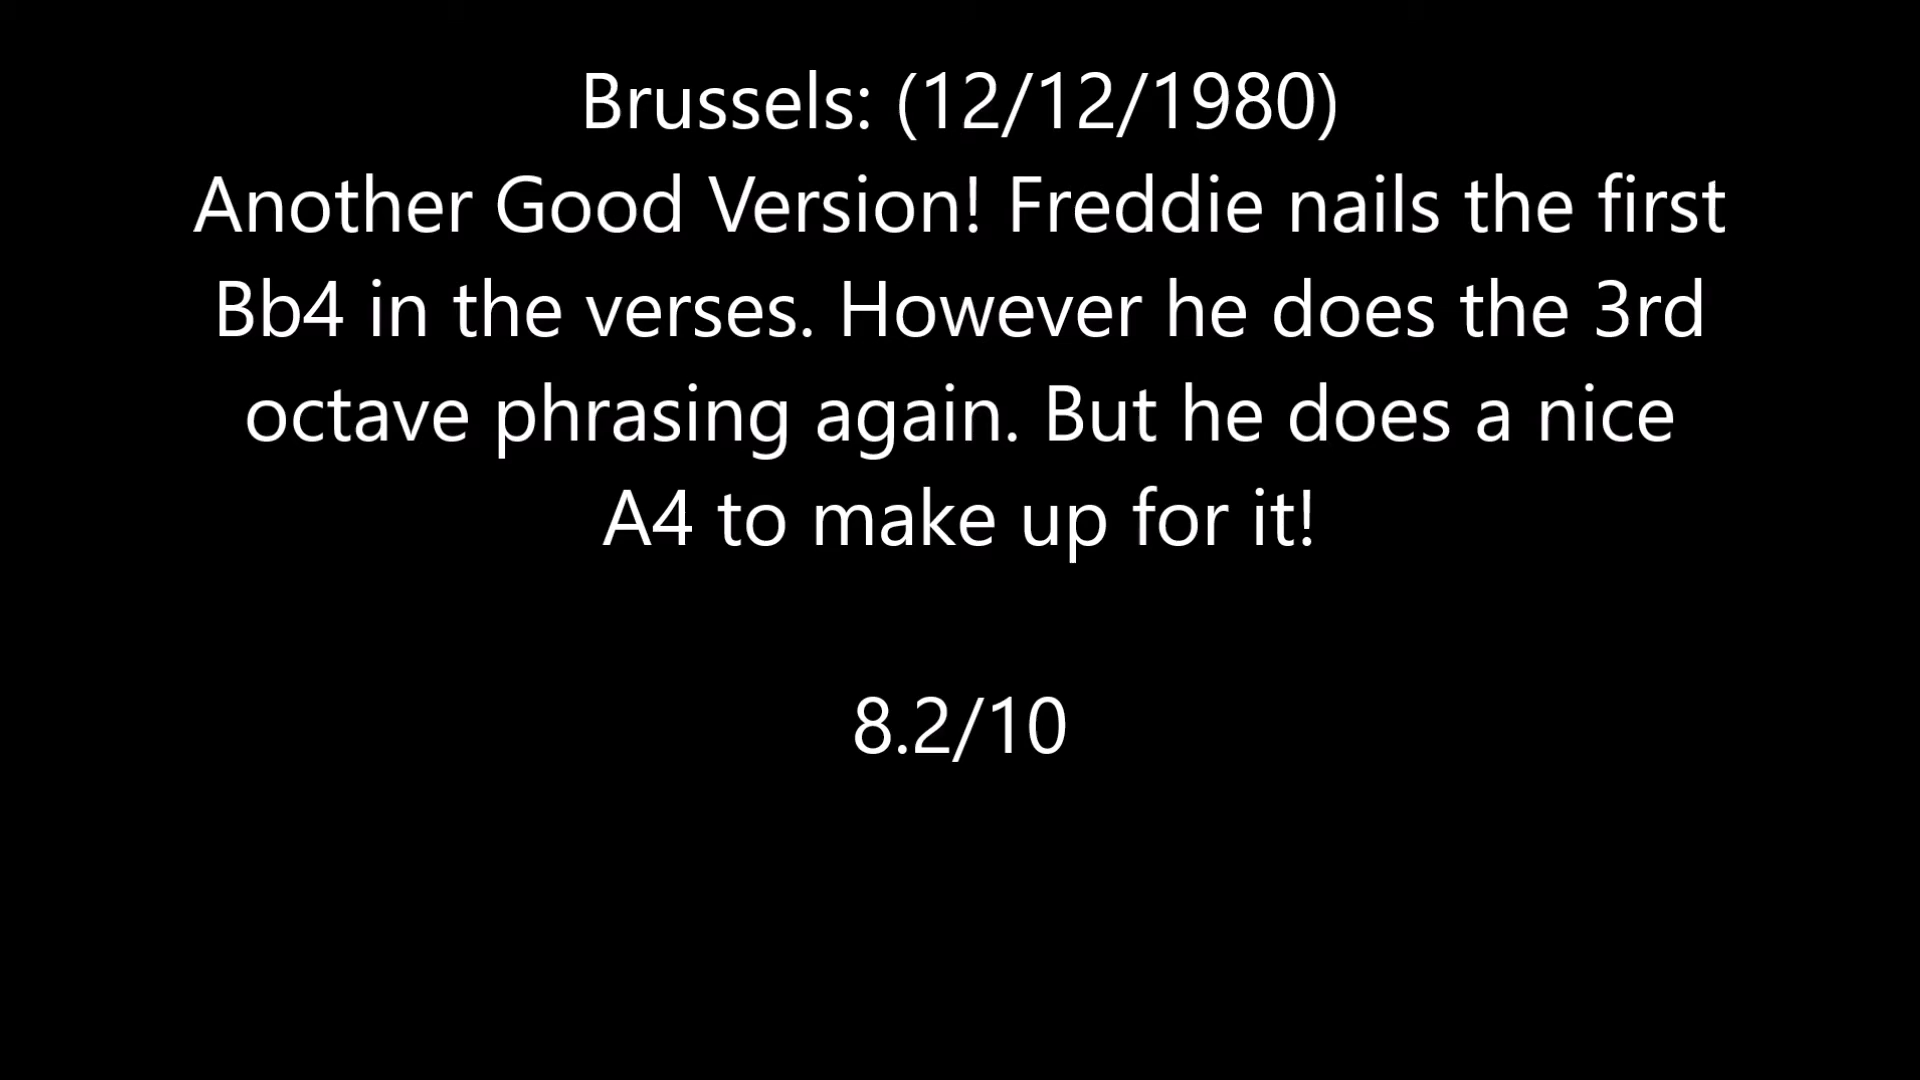 Brussels: (12/12/1980)
Another Good Version! Freddie nails the first
Bb4 in the verses. However he does the 3rd
octave phrasing again. But he does a nice
A4 to make up for it!
8.2/10